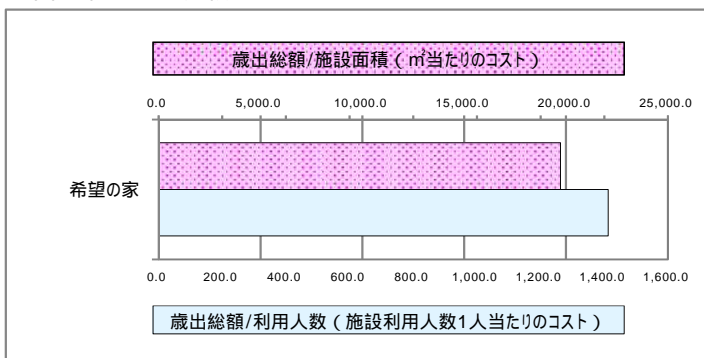 歳出総額/施設面積（㎡当たりのコスト）
0.0 5,000.0 10,000.0 15,000.0 20,000.0 25,000.0
希望の家
0.0 200.0 400.0 600.0 800.0 1,000.0 1,200.0 1,400.0 1,600.0
歳出総額/利用人数（施設利用人数1人当たりのコスト）